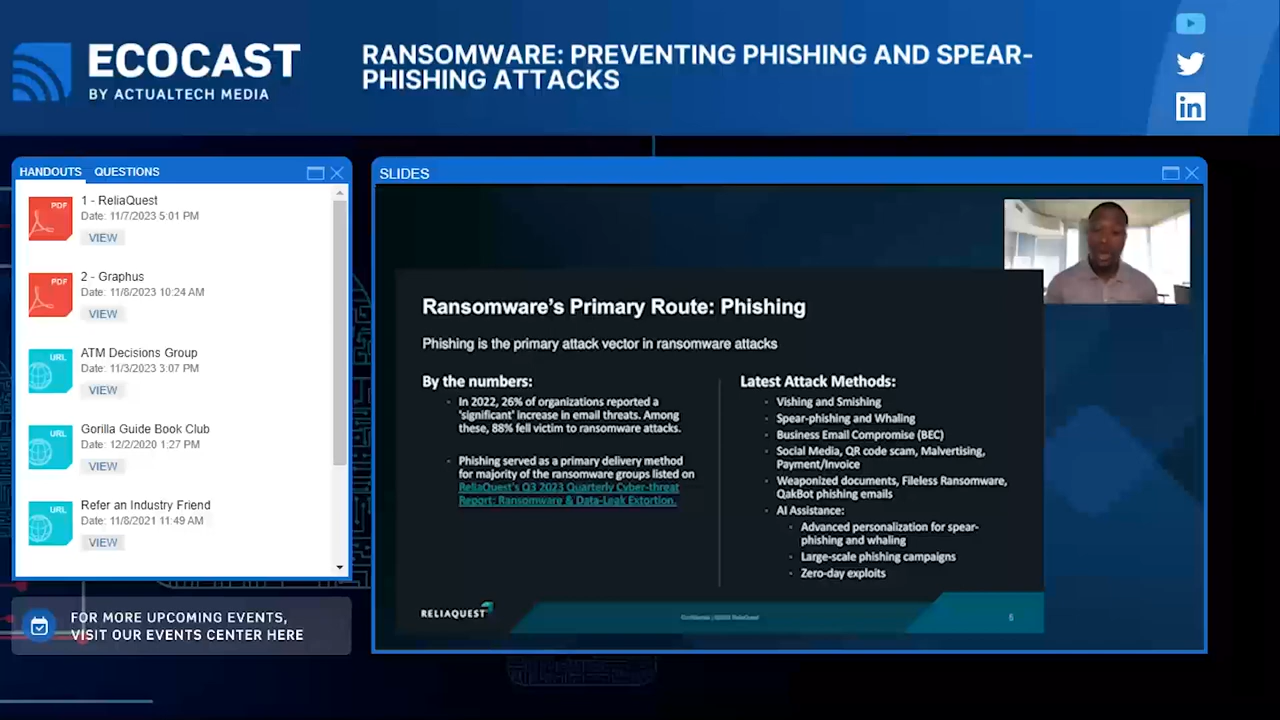 ECOCAST
BY ACTUALTECH MEDIA
RANSOMWARE: PREVENTING PHISHING AND SPEAR-
PHISHING ATTACKS
HANDOUTS QUESTIONS
PDF
1 - ReliaQuest
Date: 11/7/2023 5:01 PM
VIEW
PDF
2 - Graphus
Date: 11/6/2023 10:24 AM
VIEW
URL
ATM Decisions Group
Date: 11/3/2023 3:07 PM
VIEW
URL
Gorilla Guide Book Club
Date: 12/2/2020 1:27 PM
VIEW
URL
Refer an Industry Friend
Date: 11/8/2021 11:49 AM
VIEW
FOR MORE UPCOMING EVENTS,
VISIT OUR EVENTS CENTER HERE
SLIDES
Ransomware's Primary Route: Phishing
Phishing is the primary attack vector in ransomware attacks
By the numbers:
In 2022, 26% of organizations reported a
'significant' increase in email threats. Among
these, 88% fell victim to ransomware attacks.
Phishing served as a primary delivery method
for majority of the ransomware groups listed on
ReliaQuest's Q3 2023 Quarterly Cyber-threat
Report: Ransomware & Data-Leak Extortion.
Latest Attack Methods:
Vishing and Smishing
Spear-phishing and Whaling
Business Email Compromise (BEC)
Social Media, QR code scam, Malvertising,
Payment/Invoice
Weaponized documents, Fileless Ransomware,
QakBot phishing emails
AI Assistance:
Advanced personalization for spear-
phishing and whaling
Large-scale phishing campaigns
Zero-day exploits
RELIAQUEST
in